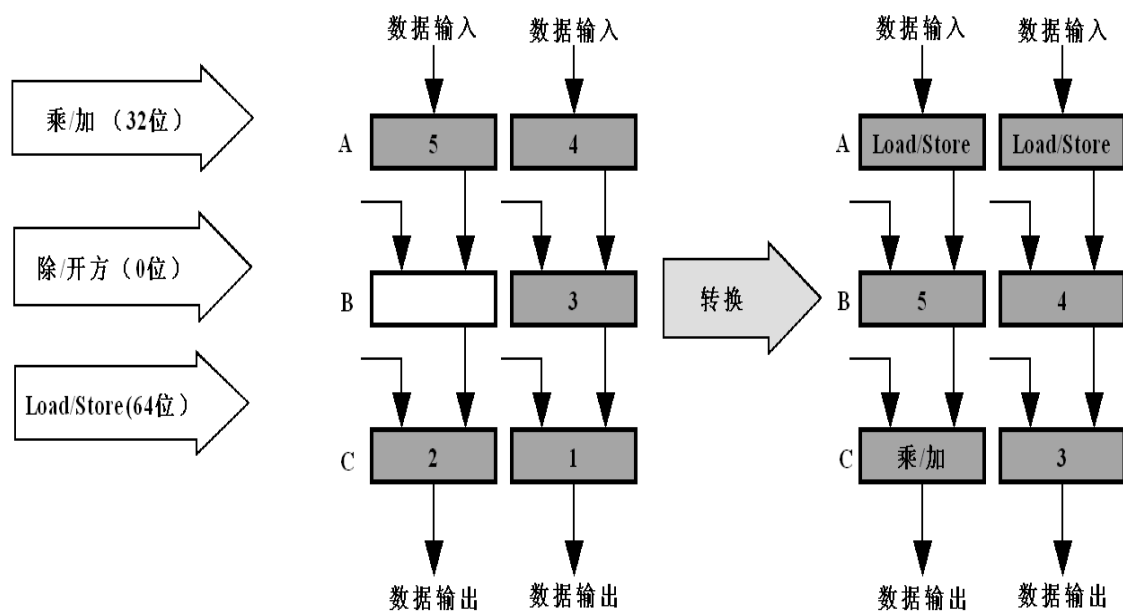 数据输入 数据输入 数据输入 数据输入
乘/加 （32位）
A 5 4 A Load/Store Load/Store
除/开方（0位）
B 3 转换 B 5 4
Load/Store(64位）
C 2 1 C 乘/加 3
数据输出 数据输出 数据输出 数据输出